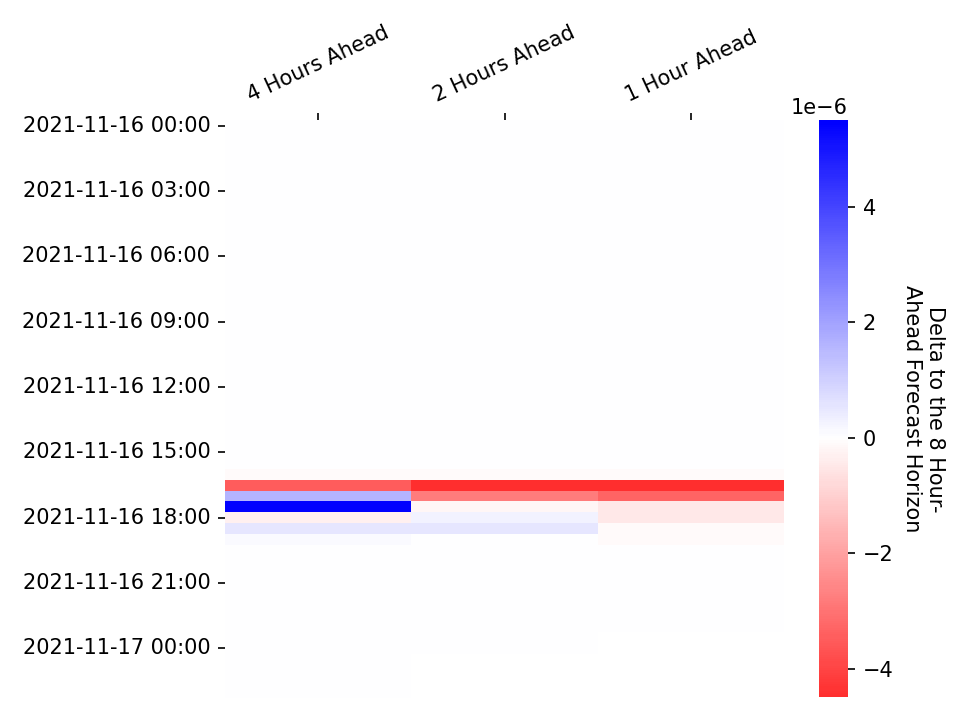 4 Hours Ahead
2 Hours Ahead
1 Hour Ahead
1e−6
2021-11-16 00:00
2021-11-16 03:00
2021-11-16 06:00
2021-11-16 09:00
2021-11-16 12:00
2021-11-16 15:00
2021-11-16 18:00
2021-11-16 21:00
2021-11-17 00:00
4
2
0
−2
−4
Delta to the 8 Hour-
Ahead Forecast Horizon